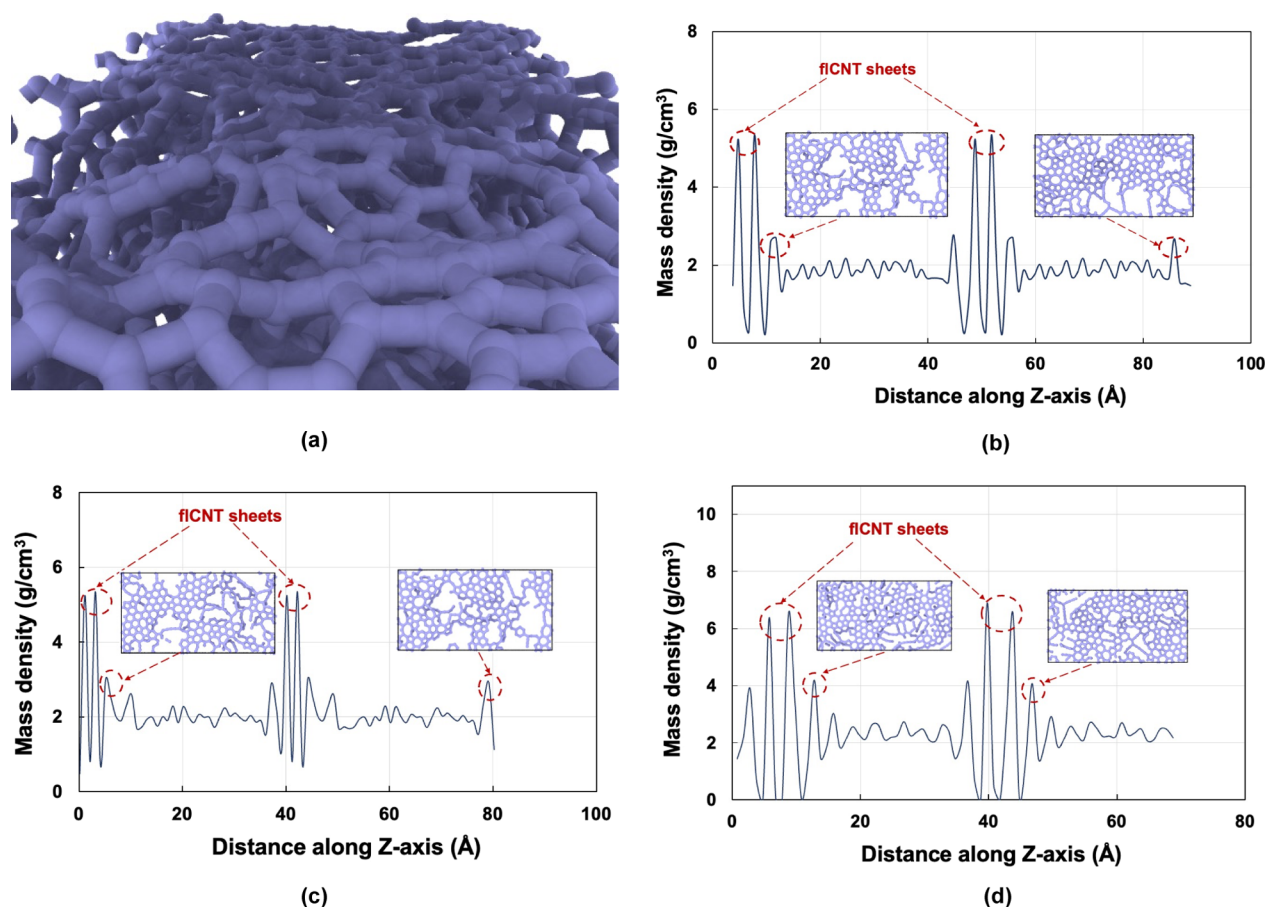 (a)
8
6
4
2
0
Mass density (g/cm³)
flCNT sheets
0 20 40 60 80 100
Distance along Z-axis (Å)
(b)
8
6
4
2
0
Mass density (g/cm³)
flCNT sheets
0 20 40 60 80 100
Distance along Z-axis (Å)
(c)
10
8
6
4
2
0
Mass density (g/cm³)
flCNT sheets
0 20 40 60 80
Distance along Z-axis (Å)
(d)